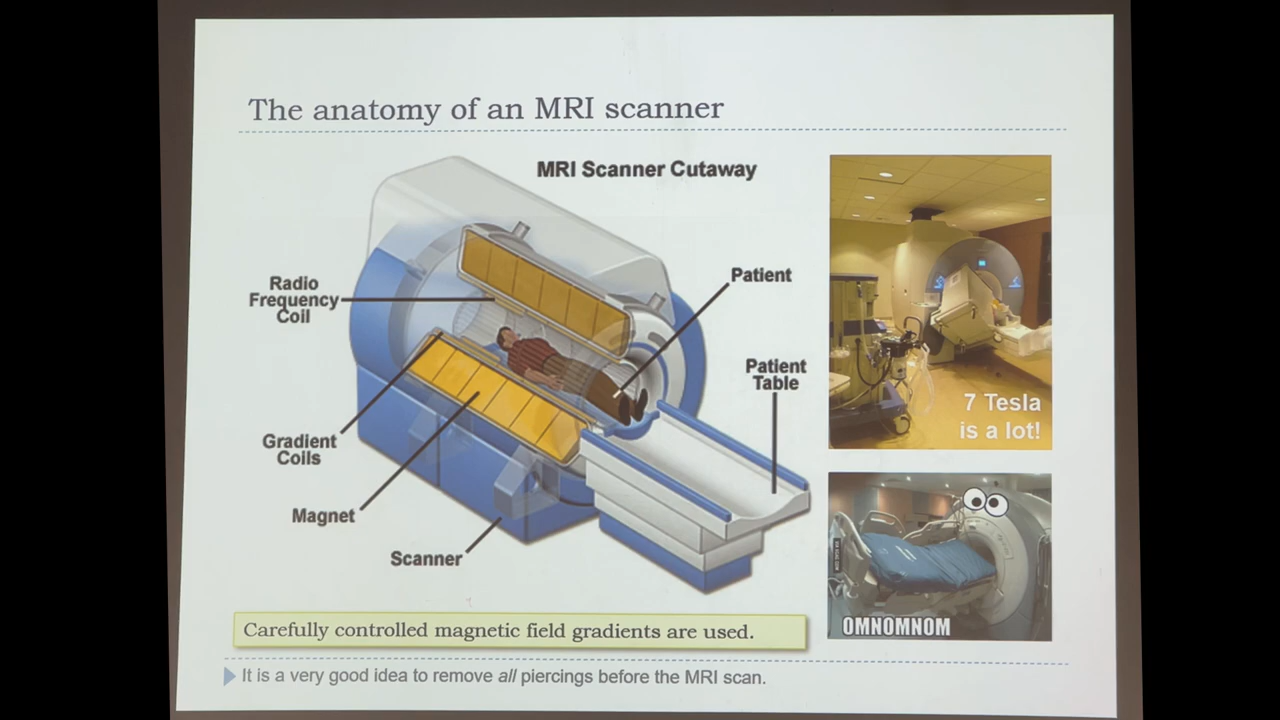 The anatomy of an MRI scanner
MRI Scanner Cutaway
Radio
Frequency
Coil
Patient
Patient
Table
Gradient
Coils
Magnet
Scanner
7 Tesla
is a lot!
OMNOMNOM
Carefully controlled magnetic field gradients are used.
It is a very good idea to remove all piercings before the MRI scan.